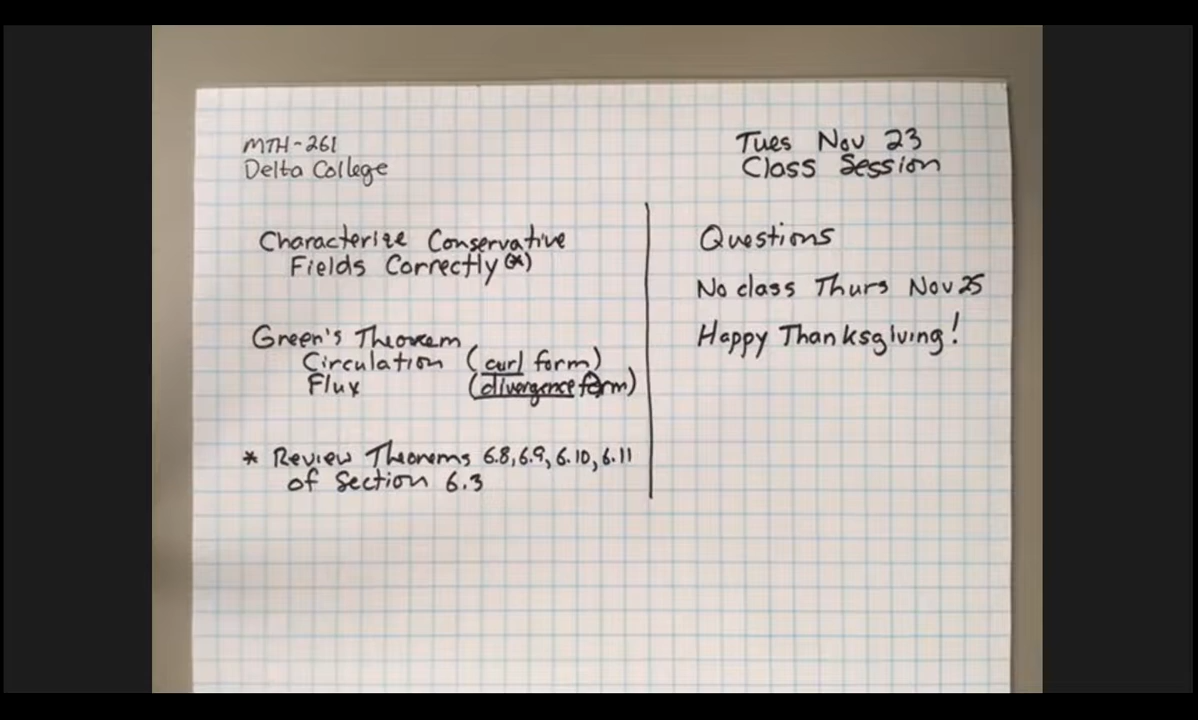 MTH-261
Delta College
Tues Nov 23
Class Session
Characterize Conservative
Fields Correctly (*)
Green's Theorem
Circulation (curl form)
Flux (divergence form)
* Review Theorems 6.8, 6.9, 6.10, 6.11
of Section 6.3
Questions
No class Thurs Nov 25
Happy Thanksgiving!